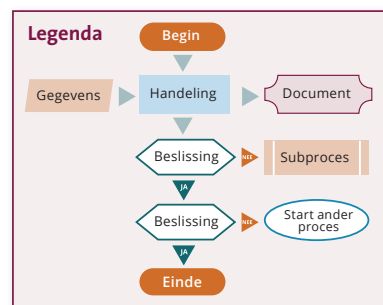 Legenda
Begin
Gegevens
Handeling
Document
Beslissing
NEE
Subproces
JA
Beslissing
NEE
Start ander
proces
JA
Einde